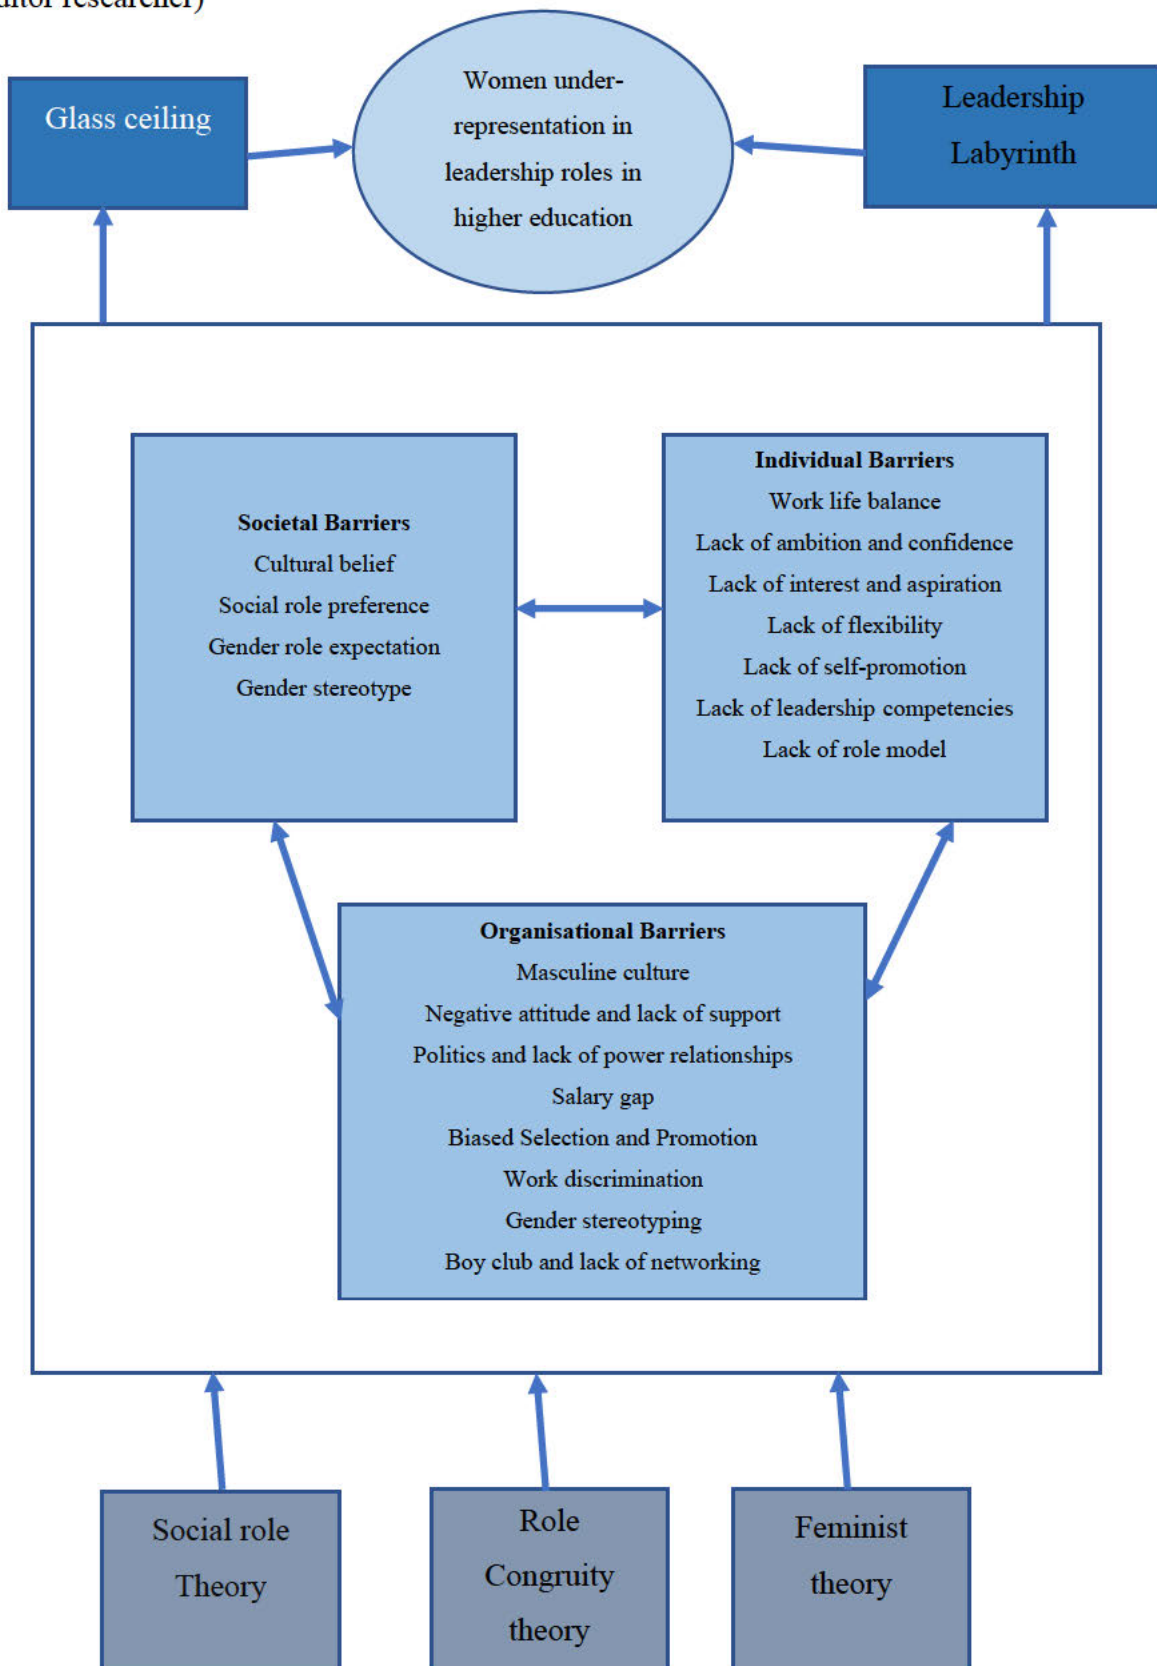 researcher)
Glass ceiling
Women under-
representation in
leadership roles in
higher education
Leadership
Labyrinth
Societal Barriers
Cultural belief
Social role preference
Gender role expectation
Gender stereotype
Individual Barriers
Work life balance
Lack of ambition and confidence
Lack of interest and aspiration
Lack of flexibility
Lack of self-promotion
Lack of leadership competencies
Lack of role model
Organisational Barriers
Masculine culture
Negative attitude and lack of support
Politics and lack of power relationships
Salary gap
Biased Selection and Promotion
Work discrimination
Gender stereotyping
Boy club and lack of networking
Social role
Theory
Role
Congruity
theory
Feminist
theory